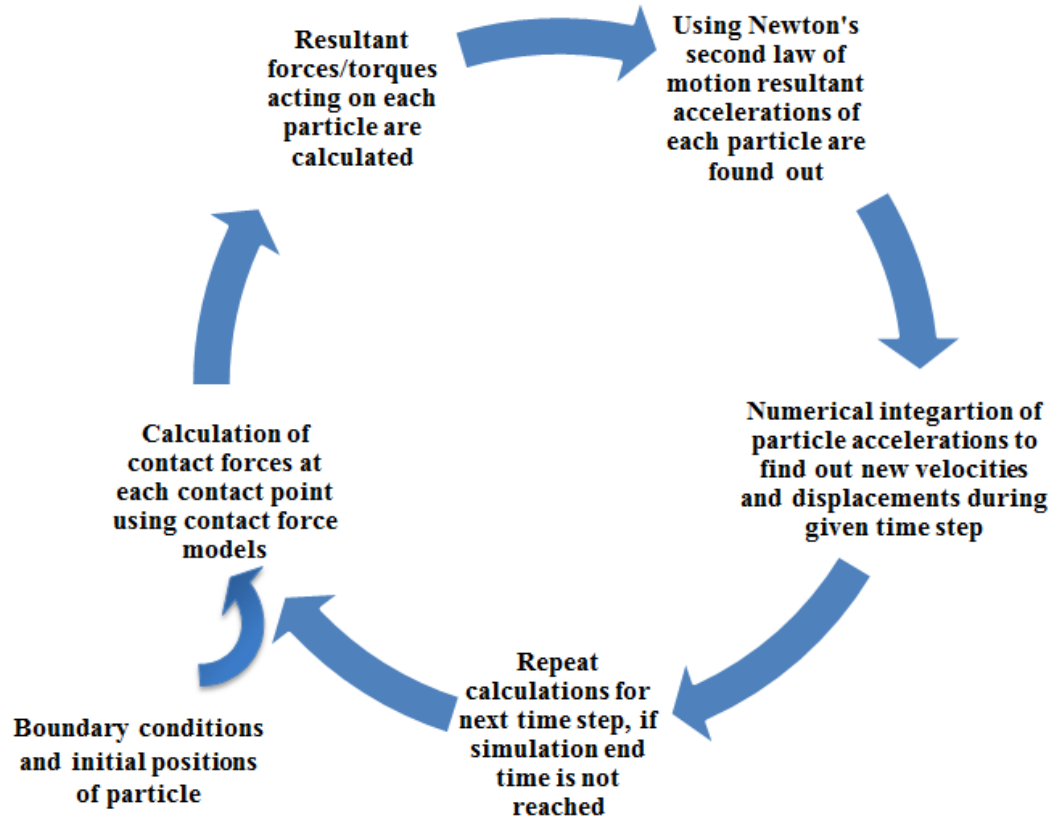 Resultant
forces/torques
acting on each
particle are
calculated
Using Newton's
second law of
motion resultant
accelerations of
each particle are
found out
Numerical integartion of
particle accelerations to
find out new velocities
and displacements during
given time step
Repeat
calculations for
next time step, if
simulation end
time is not
reached
Calculation of
contact forces at
each contact point
using contact force
models
Boundary conditions
and initial positions
of particle